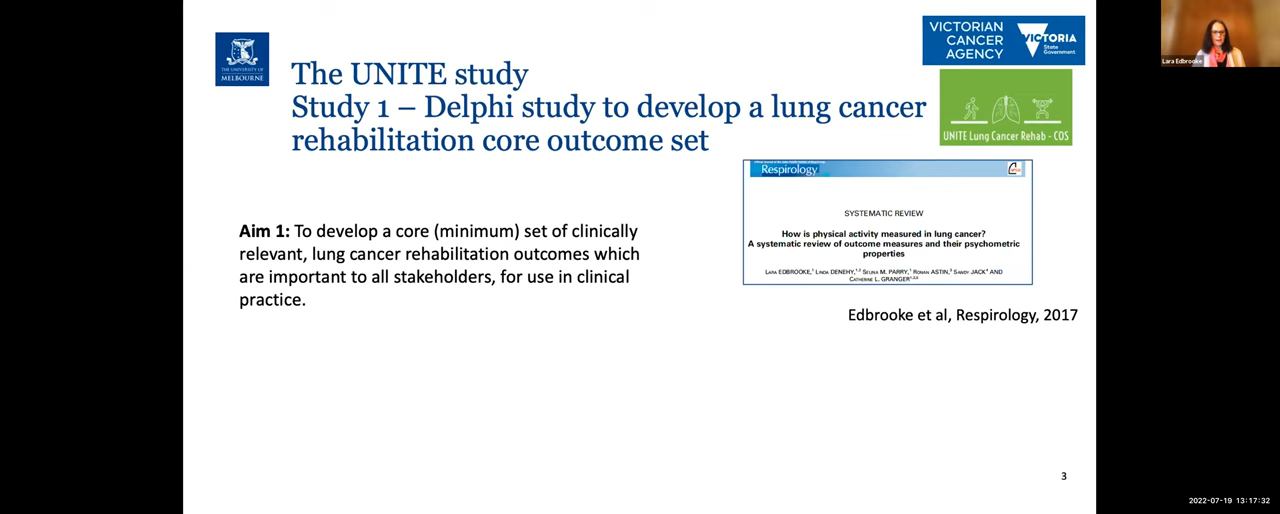 THE UNIVERSITY OF
MELBOURNE
The UNITE study
Study 1 – Delphi study to develop a lung cancer
rehabilitation core outcome set
VICTORIAN
CANCER
AGENCY
VICTORIA
State
Government
UNITE Lung Cancer Rehab - COS
Lara Edbrooke
Respirology
SYSTEMATIC REVIEW
How is physical activity measured in lung cancer?
A systematic review of outcome measures and their psychometric
properties
LARA EDBROOKE,1 LINDA DENEHY,1,2 SELINA M. PARRY,1 RONAN ASTIN,3 SANDY JACK4 AND
CATHERINE L. GRANGER1,2,5
Edbrooke et al, Respirology, 2017
Aim 1: To develop a core (minimum) set of clinically
relevant, lung cancer rehabilitation outcomes which
are important to all stakeholders, for use in clinical
practice.
3
2022-07-19 13:17:32